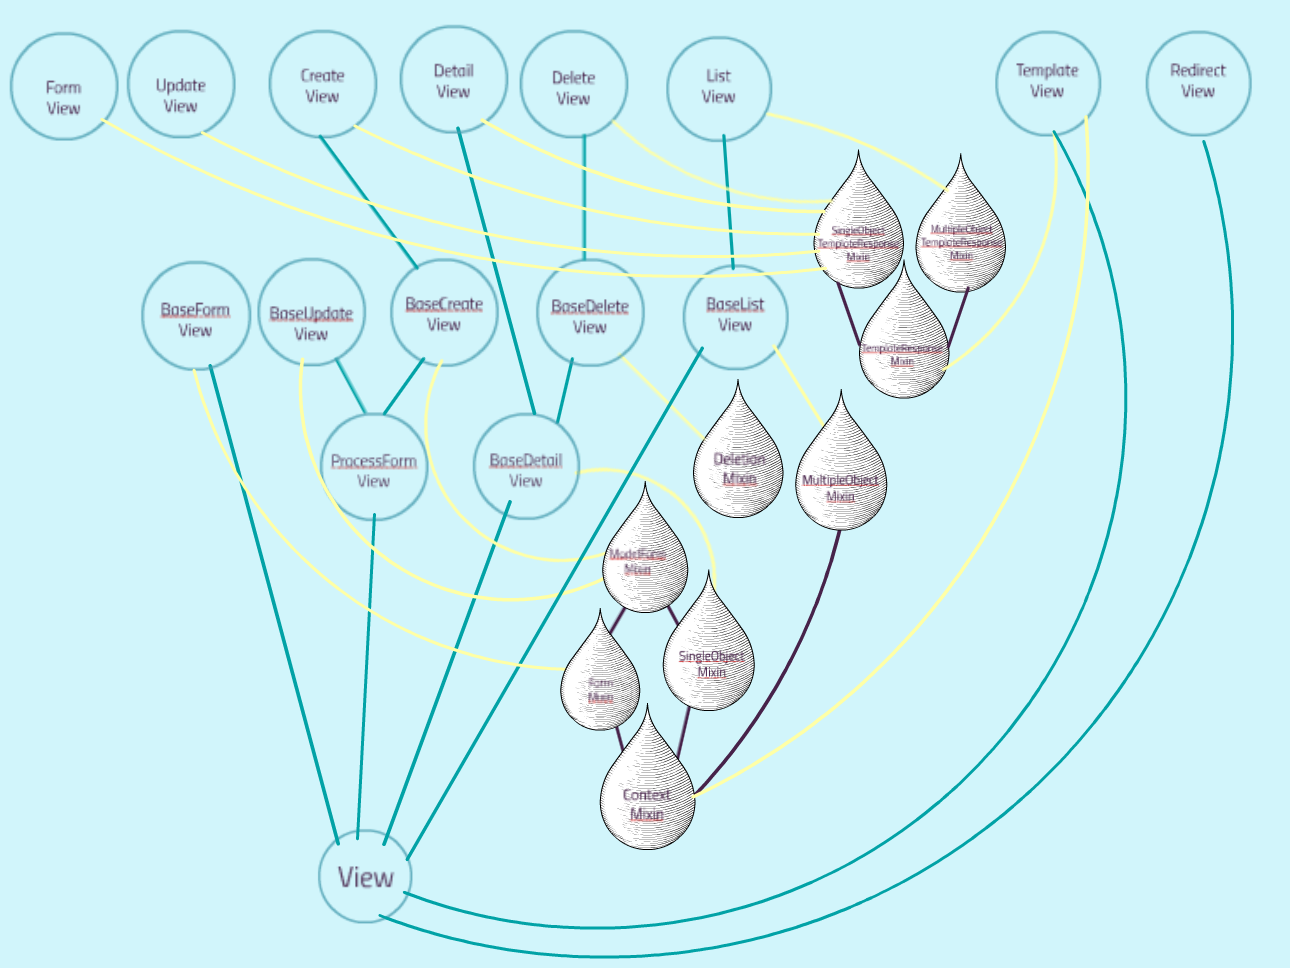 Form
View
Update
View
Create
View
Detail
View
Delete
View
List
View
Template
View
Redirect
View
SingleObject
TemplateResponse
Mixin
MultipleObject
TemplateResponse
Mixin
TemplateResponse
Mixin
BaseForm
View
BaseUpdate
View
BaseCreate
View
BaseDelete
View
BaseList
View
ProcessForm
View
BaseDetail
View
Deletion
Mixin
MultipleObject
Mixin
ModelForm
Mixin
SingleObject
Mixin
Form
Mixin
Context
Mixin
View